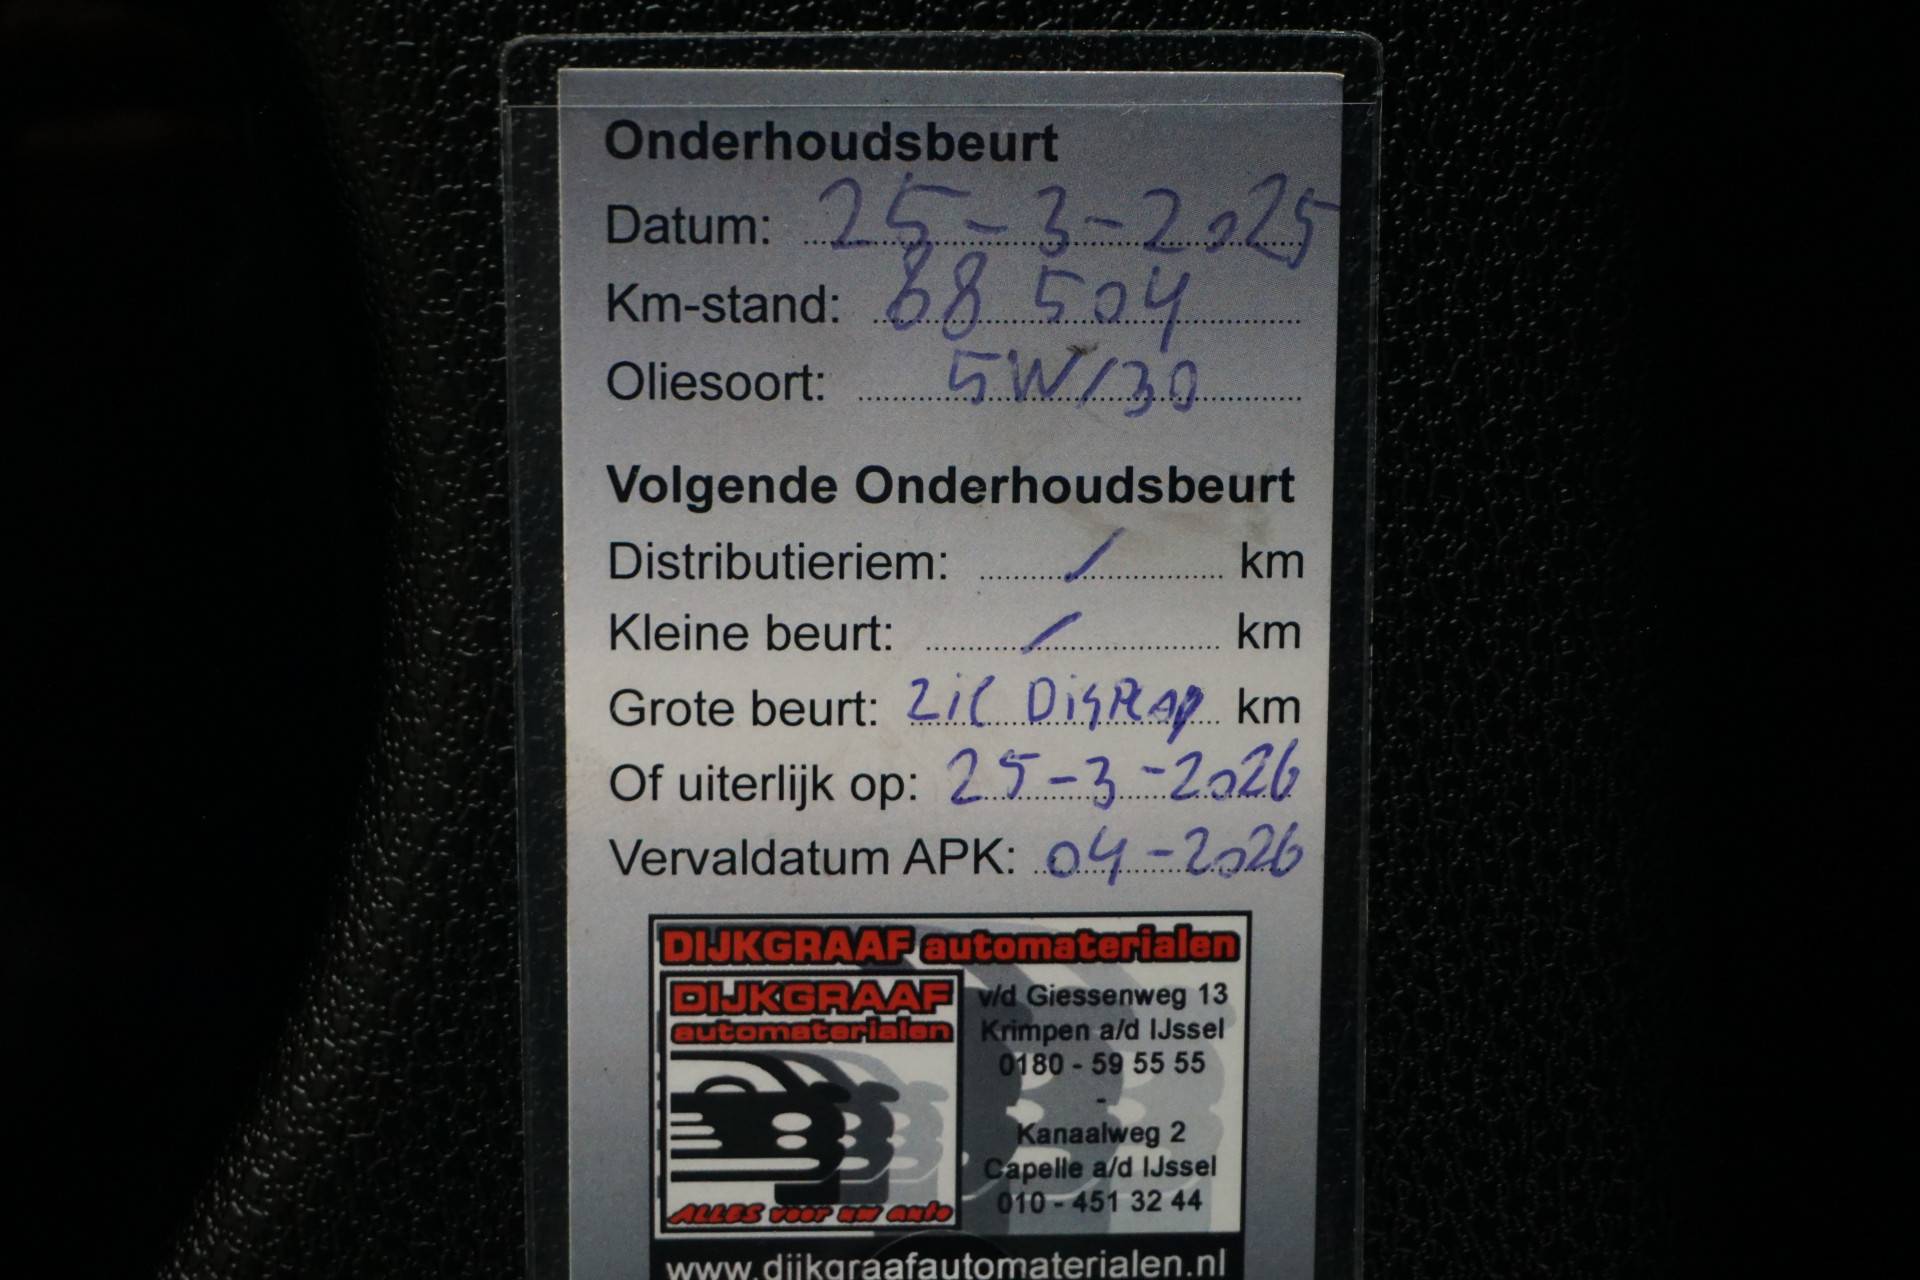 Onderhoudsbeurt
Datum: 25-3-2025
Km-stand: 88 504
Oliesoort: 5W/30
Volgende Onderhoudsbeurt
Distributieriem: / km
Kleine beurt: / km
Grote beurt: Zie Display km
Of uiterlijk op: 25-3-2026
Vervaldatum APK: 04-2026
DIJKGRAAF automaterialen
DIJKGRAAF
automaterialen
ALLES voor uw auto
v/d Giessenweg 13
Krimpen a/d IJssel
0180 - 59 55 55
-
Kanaalweg 2
Capelle a/d IJssel
010 - 451 32 44
www.dijkgraafautomaterialen.nl